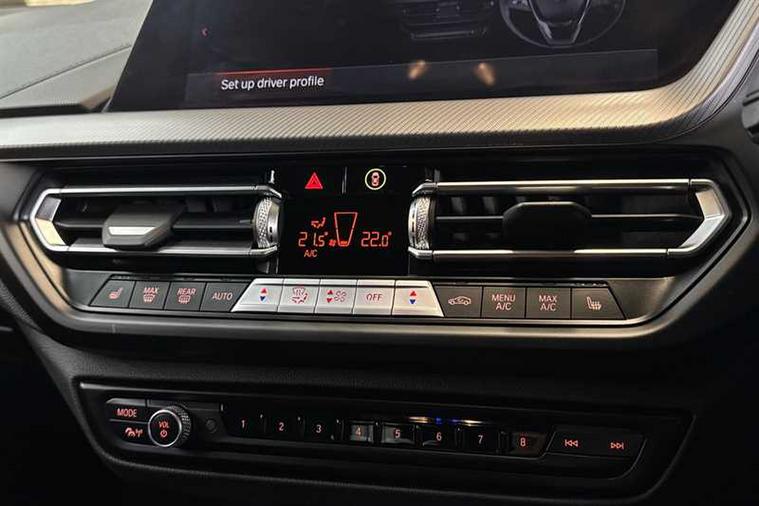 Set up driver profile
21.5° 22.0°
A/C
MAX REAR AUTO OFF MENU A/C MAX A/C
MODE
VOL
1 2 3 4 5 6 7 8